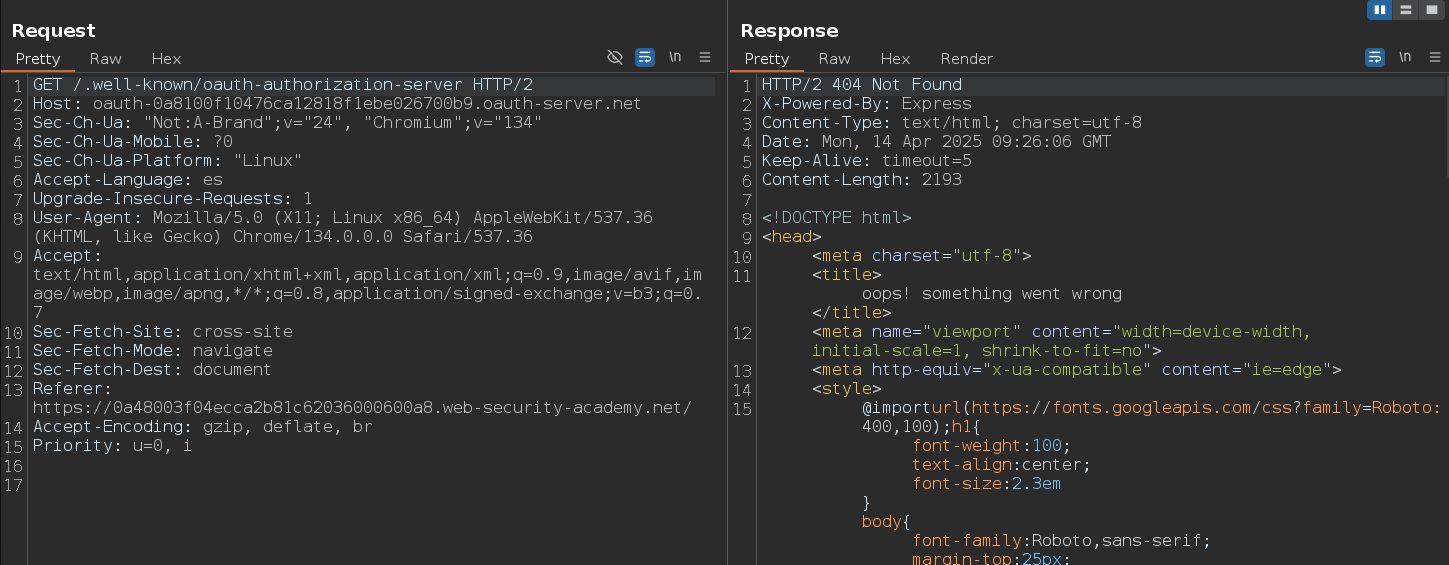 Request
Pretty Raw Hex \n
1 GET /.well-known/oauth-authorization-server HTTP/2
2 Host: oauth-0a8100f10476ca12818f1ebe026700b9.oauth-server.net
3 Sec-Ch-Ua: "Not:A-Brand";v="24", "Chromium";v="134"
4 Sec-Ch-Ua-Mobile: ?0
5 Sec-Ch-Ua-Platform: "Linux"
6 Accept-Language: es
7 Upgrade-Insecure-Requests: 1
8 User-Agent: Mozilla/5.0 (X11; Linux x86_64) AppleWebKit/537.36
(KHTML, like Gecko) Chrome/134.0.0.0 Safari/537.36
9 Accept:
text/html,application/xhtml+xml,application/xml;q=0.9,image/avif,im
age/webp,image/apng,*/*;q=0.8,application/signed-exchange;v=b3;q=0.
7
10 Sec-Fetch-Site: cross-site
11 Sec-Fetch-Mode: navigate
12 Sec-Fetch-Dest: document
13 Referer:
https://0a48003f04ecca2b81c62036000600a8.web-security-academy.net/
14 Accept-Encoding: gzip, deflate, br
15 Priority: u=0, i
16
17
Response
Pretty Raw Hex Render \n
1 HTTP/2 404 Not Found
2 X-Powered-By: Express
3 Content-Type: text/html; charset=utf-8
4 Date: Mon, 14 Apr 2025 09:26:06 GMT
5 Keep-Alive: timeout=5
6 Content-Length: 2193
7
8 <!DOCTYPE html>
9 <head>
10 <meta charset="utf-8">
11 <title>
oops! something went wrong
</title>
12 <meta name="viewport" content="width=device-width,
initial-scale=1, shrink-to-fit=no">
13 <meta http-equiv="x-ua-compatible" content="ie=edge">
14 <style>
15 @importurl(https://fonts.googleapis.com/css?family=Roboto:
400,100);h1{
font-weight:100;
text-align:center;
font-size:2.3em
}
body{
font-family:Roboto,sans-serif;
margin-top:25px;